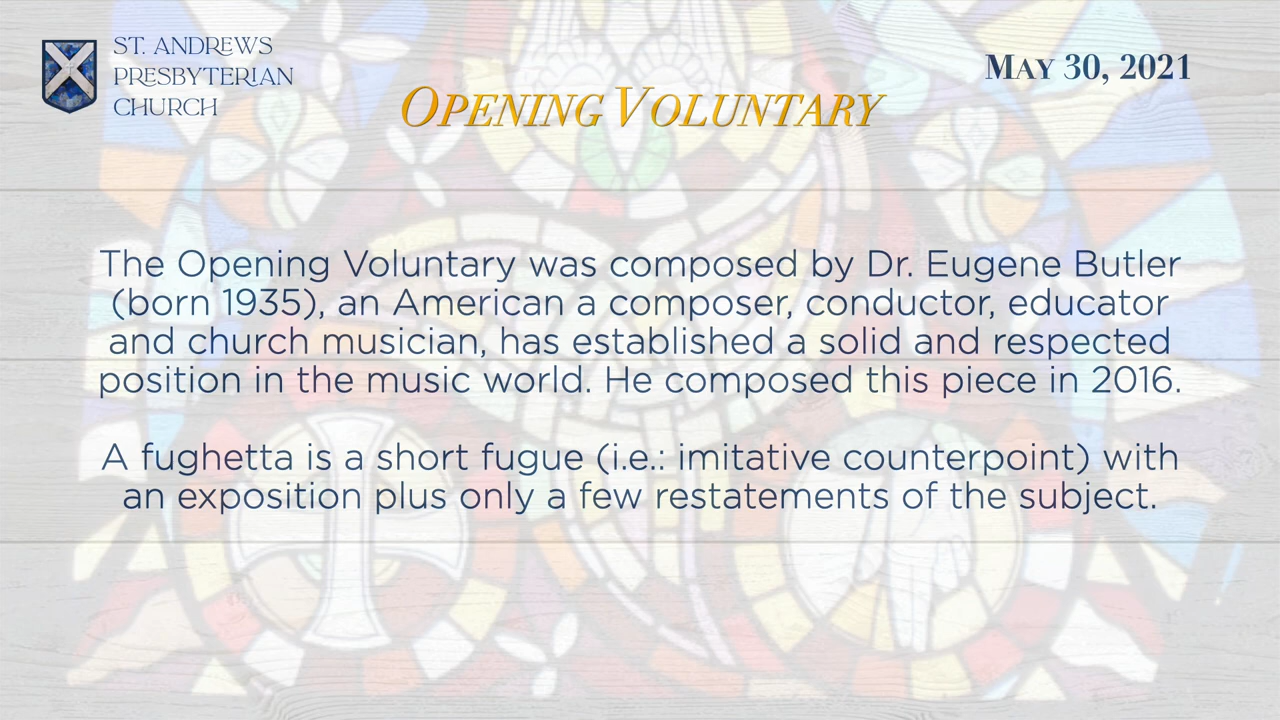 ST. ANDREWS
PRESBYTERIAN
CHURCH
MAY 30, 2021
OPENING VOLUNTARY
The Opening Voluntary was composed by Dr. Eugene Butler
(born 1935), an American a composer, conductor, educator
and church musician, has established a solid and respected
position in the music world. He composed this piece in 2016.
A fughetta is a short fugue (i.e.: imitative counterpoint) with
an exposition plus only a few restatements of the subject.